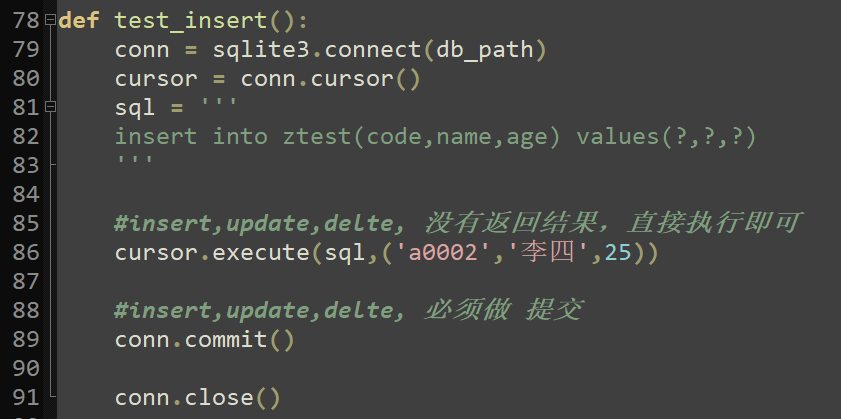 78 def test_insert():
79     conn = sqlite3.connect(db_path)
80     cursor = conn.cursor()
81     sql = '''
82     insert into ztest(code,name,age) values(?,?,?)
83     '''
84
85     #insert,update,delte, 没有返回结果，直接执行即可
86     cursor.execute(sql,('a0002','李四',25))
87
88     #insert,update,delte, 必须做 提交
89     conn.commit()
90
91     conn.close()